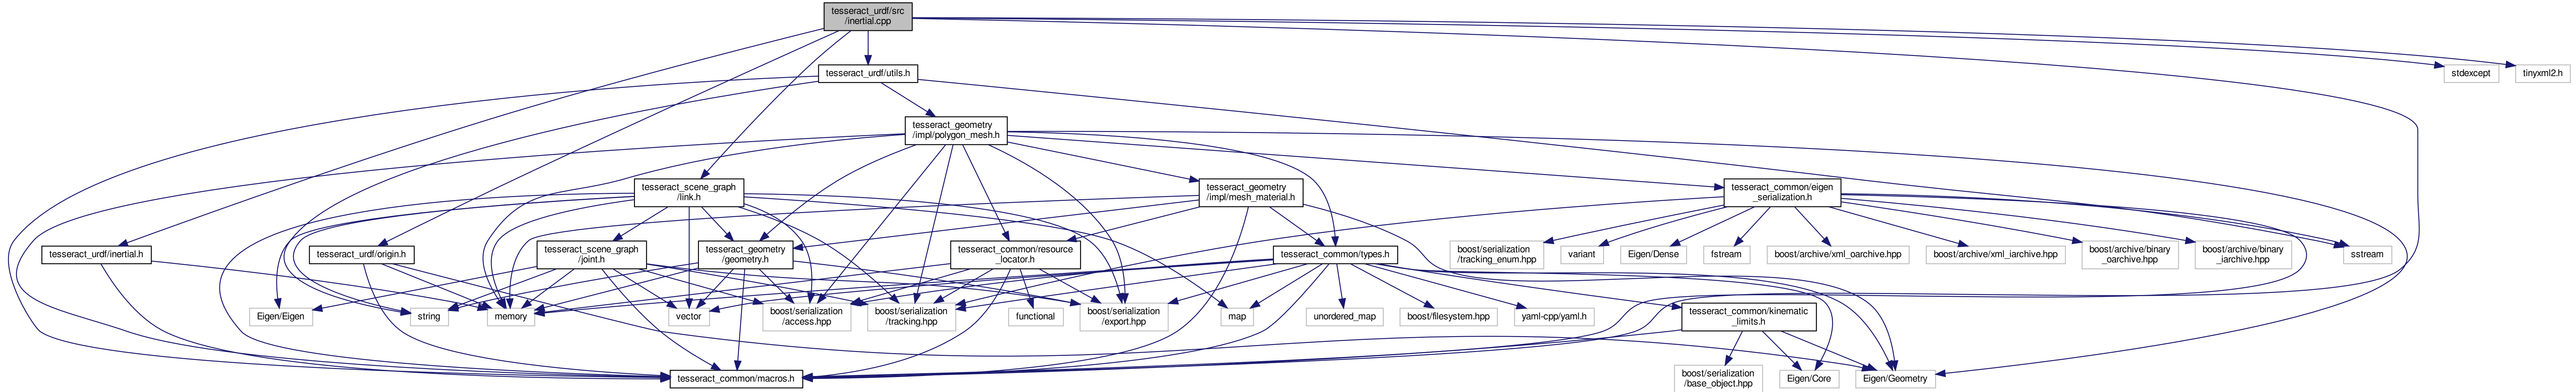 tesseract_urdf/src
/inertial.cpp
tesseract_urdf/utils.h
stdexcept
tinyxml2.h
tesseract_geometry
/impl/polygon_mesh.h
tesseract_scene_graph
/link.h
tesseract_geometry
/impl/mesh_material.h
tesseract_common/eigen
_serialization.h
tesseract_urdf/inertial.h
tesseract_urdf/origin.h
tesseract_scene_graph
/joint.h
tesseract_geometry
/geometry.h
tesseract_common/resource
_locator.h
tesseract_common/types.h
boost/serialization
/tracking_enum.hpp
variant
Eigen/Dense
fstream
boost/archive/xml_oarchive.hpp
boost/archive/xml_iarchive.hpp
boost/archive/binary
_oarchive.hpp
boost/archive/binary
_iarchive.hpp
sstream
Eigen/Eigen
string
memory
vector
boost/serialization
/access.hpp
boost/serialization
/tracking.hpp
functional
boost/serialization
/export.hpp
map
unordered_map
boost/filesystem.hpp
yaml-cpp/yaml.h
tesseract_common/kinematic
_limits.h
tesseract_common/macros.h
boost/serialization
/base_object.hpp
Eigen/Core
Eigen/Geometry